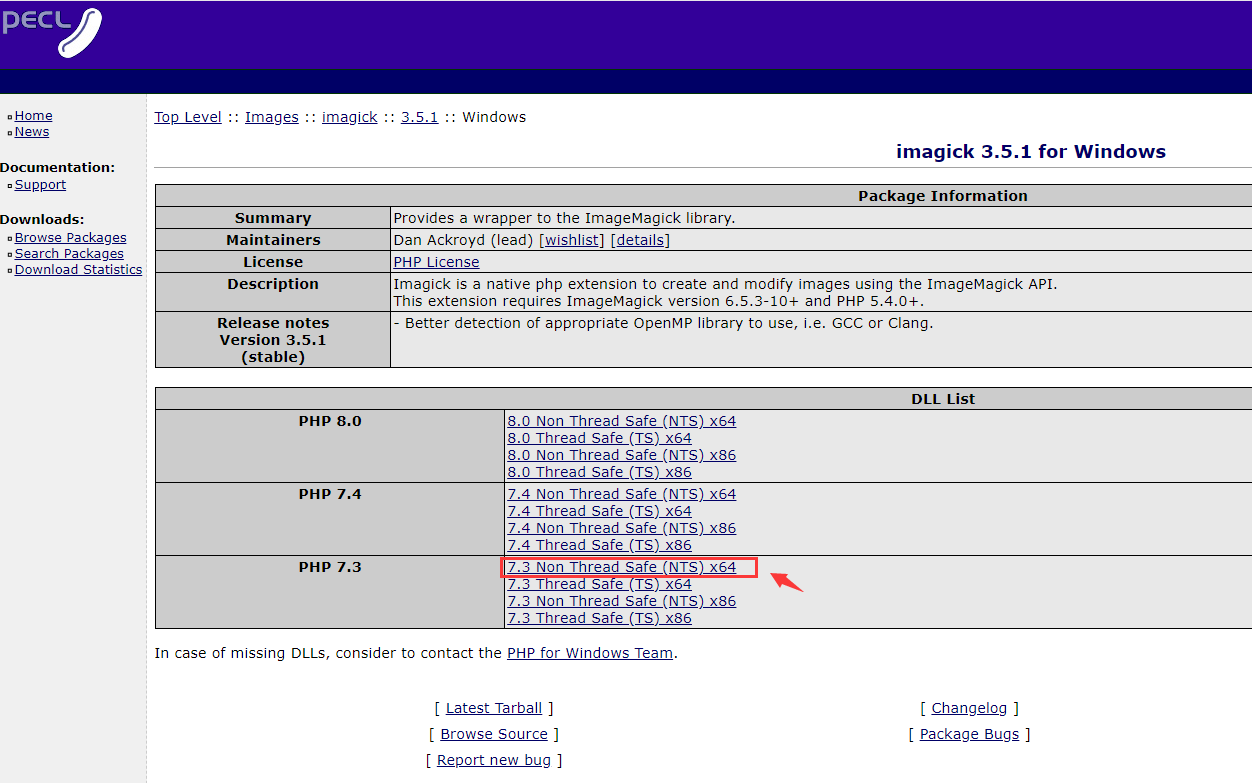 PECL
Home
News
Documentation:
Support
Downloads:
Browse Packages
Search Packages
Download Statistics
Top Level :: Images :: imagick :: 3.5.1 :: Windows
imagick 3.5.1 for Windows
Package Information
Summary Provides a wrapper to the ImageMagick library.
Maintainers Dan Ackroyd (lead) [wishlist] [details]
License PHP License
Description Imagick is a native php extension to create and modify images using the ImageMagick API.
This extension requires ImageMagick version 6.5.3-10+ and PHP 5.4.0+.
Release notes - Better detection of appropriate OpenMP library to use, i.e. GCC or Clang.
Version 3.5.1
(stable)
DLL List
PHP 8.0 8.0 Non Thread Safe (NTS) x64
8.0 Thread Safe (TS) x64
8.0 Non Thread Safe (NTS) x86
8.0 Thread Safe (TS) x86
PHP 7.4 7.4 Non Thread Safe (NTS) x64
7.4 Thread Safe (TS) x64
7.4 Non Thread Safe (NTS) x86
7.4 Thread Safe (TS) x86
PHP 7.3 7.3 Non Thread Safe (NTS) x64
7.3 Thread Safe (TS) x64
7.3 Non Thread Safe (NTS) x86
7.3 Thread Safe (TS) x86
In case of missing DLLs, consider to contact the PHP for Windows Team.
[ Latest Tarball ] [ Changelog ]
[ Browse Source ] [ Package Bugs ]
[ Report new bug ]